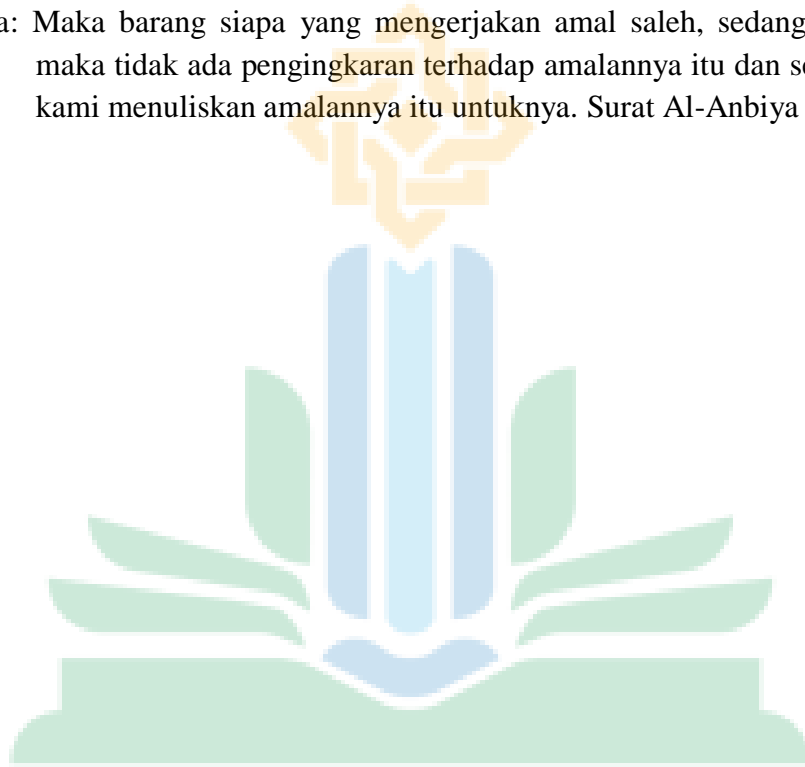 a: Maka barang siapa yang mengerjakan amal saleh, sedang
maka tidak ada pengingkaran terhadap amalannya itu dan
kami menuliskan amalannya itu untuknya. Surat Al-Anbiya